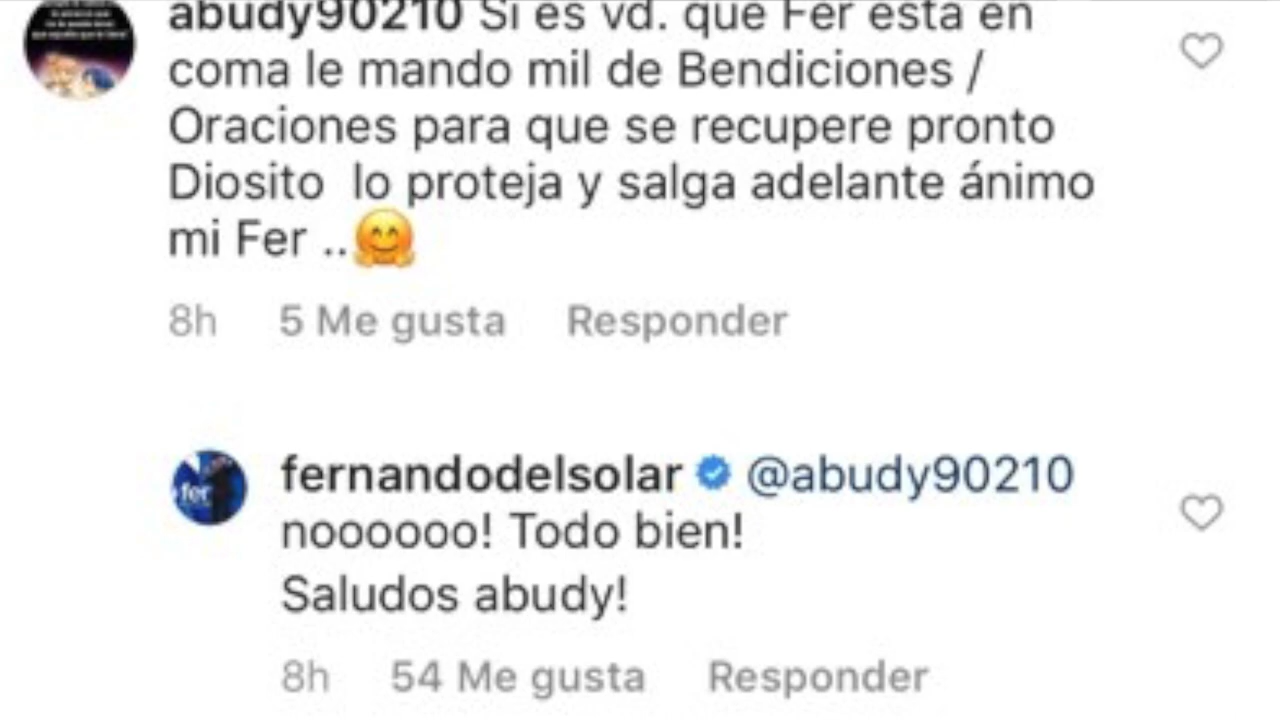 abudy90210 Si es vd. que Fer está en
coma le mando mil de Bendiciones /
Oraciones para que se recupere pronto
Diosito lo proteja y salga adelante ánimo
mi Fer ..🤗
8h 5 Me gusta Responder
fer
fernandodelsolar @abudy90210
noooooo! Todo bien!
Saludos abudy!
8h 54 Me gusta Responder